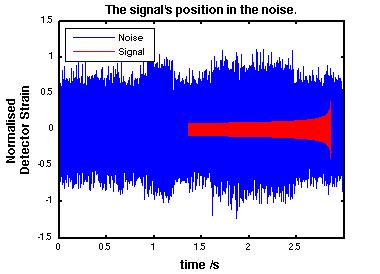 The signal's position in the noise.
1.5
Noise
Signal
1
0.5
0
-0.5
-1
-1.5
Normalised
Detector Strain
0 0.5 1 1.5 2 2.5
time /s